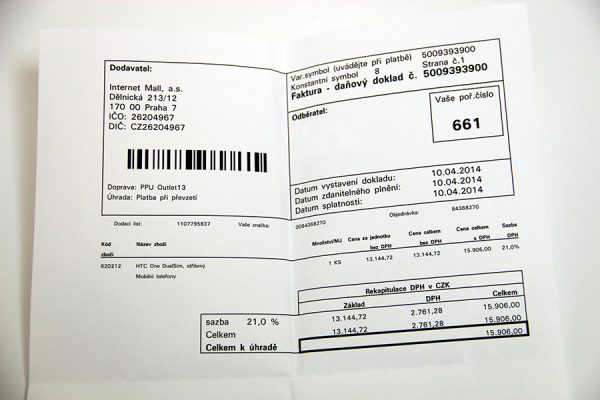 Dodavatel:
Internet Mall, a.s.
Dělnická 213/12
170 00 Praha 7
IČO: 26204967
DIČ: CZ26204967
Doprava: PPU Outlet13
Úhrada: Platba při převzetí
Var.symbol (uvádějte při platbě) 5009393900
Konstantní symbol 8 Strana č.1
Faktura - daňový doklad č. 5009393900
Odběratel:
Vaše poř.číslo
661
Datum vystavení dokladu: 10.04.2014
Datum zdanitelného plnění: 10.04.2014
Datum splatnosti: 10.04.2014
Dodací list: 1107795837 Vaše značka: 0084368270 Objednávka: 84368270
Kód zboží Název zboží Množství/MJ Cena za jednotku bez DPH Cena celkem bez DPH Cena celkem s DPH Sazba DPH
620212 HTC One DualSim, stříbrný 1 KS 13.144,72 13.144,72 15.906,00 21,0%
Mobilní telefony
Rekapitulace DPH v CZK
Základ DPH Celkem
sazba 21,0 % 13.144,72 2.761,28 15.906,00
Celkem 13.144,72 2.761,28 15.906,00
Celkem k úhradě 15.906,00